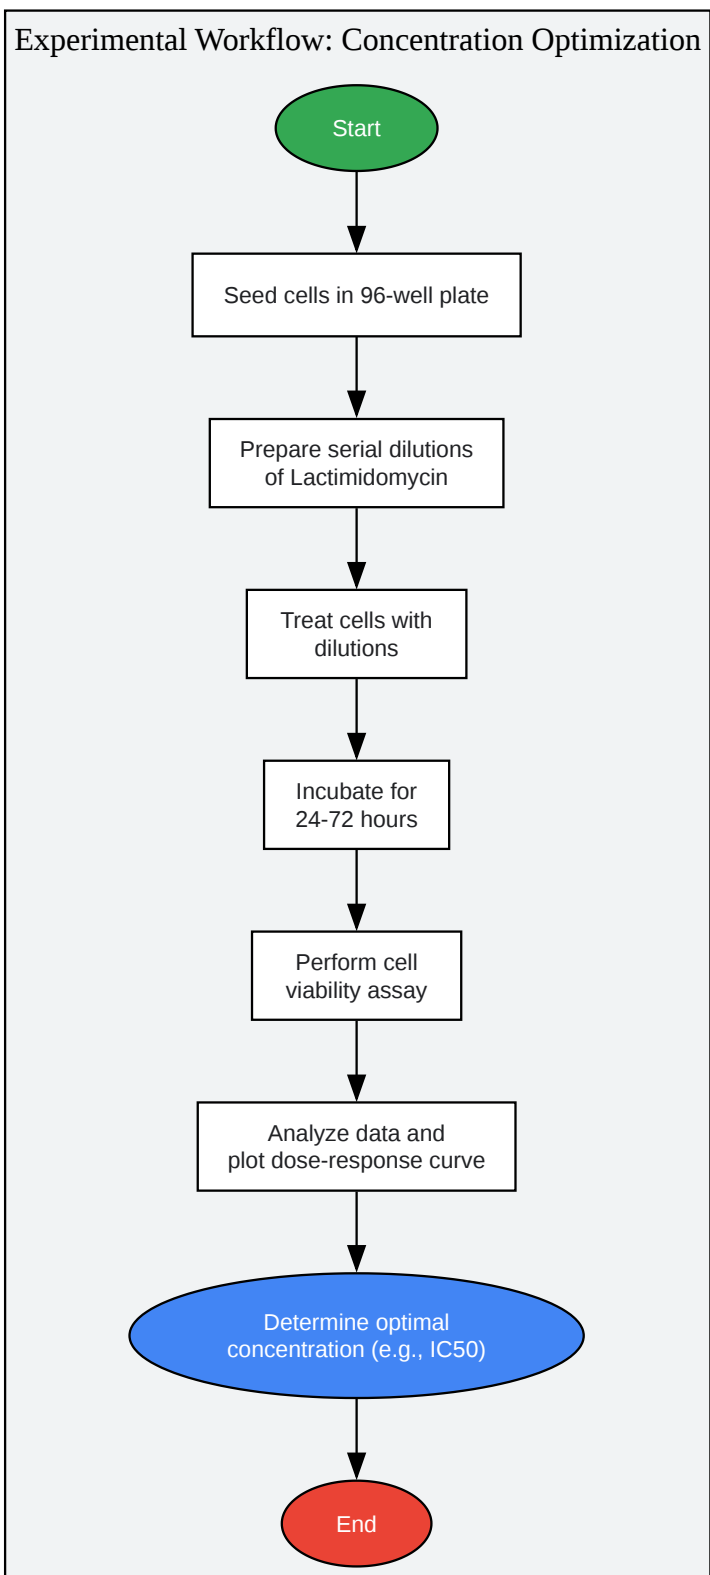 Experimental Workflow: Concentration Optimization
Start
Seed cells in 96-well plate
Prepare serial dilutions
of Lactimidomycin
Treat cells with
dilutions
Incubate for
24-72 hours
Perform cell
viability assay
Analyze data and
plot dose-response curve
Determine optimal
concentration (e.g., IC50)
End